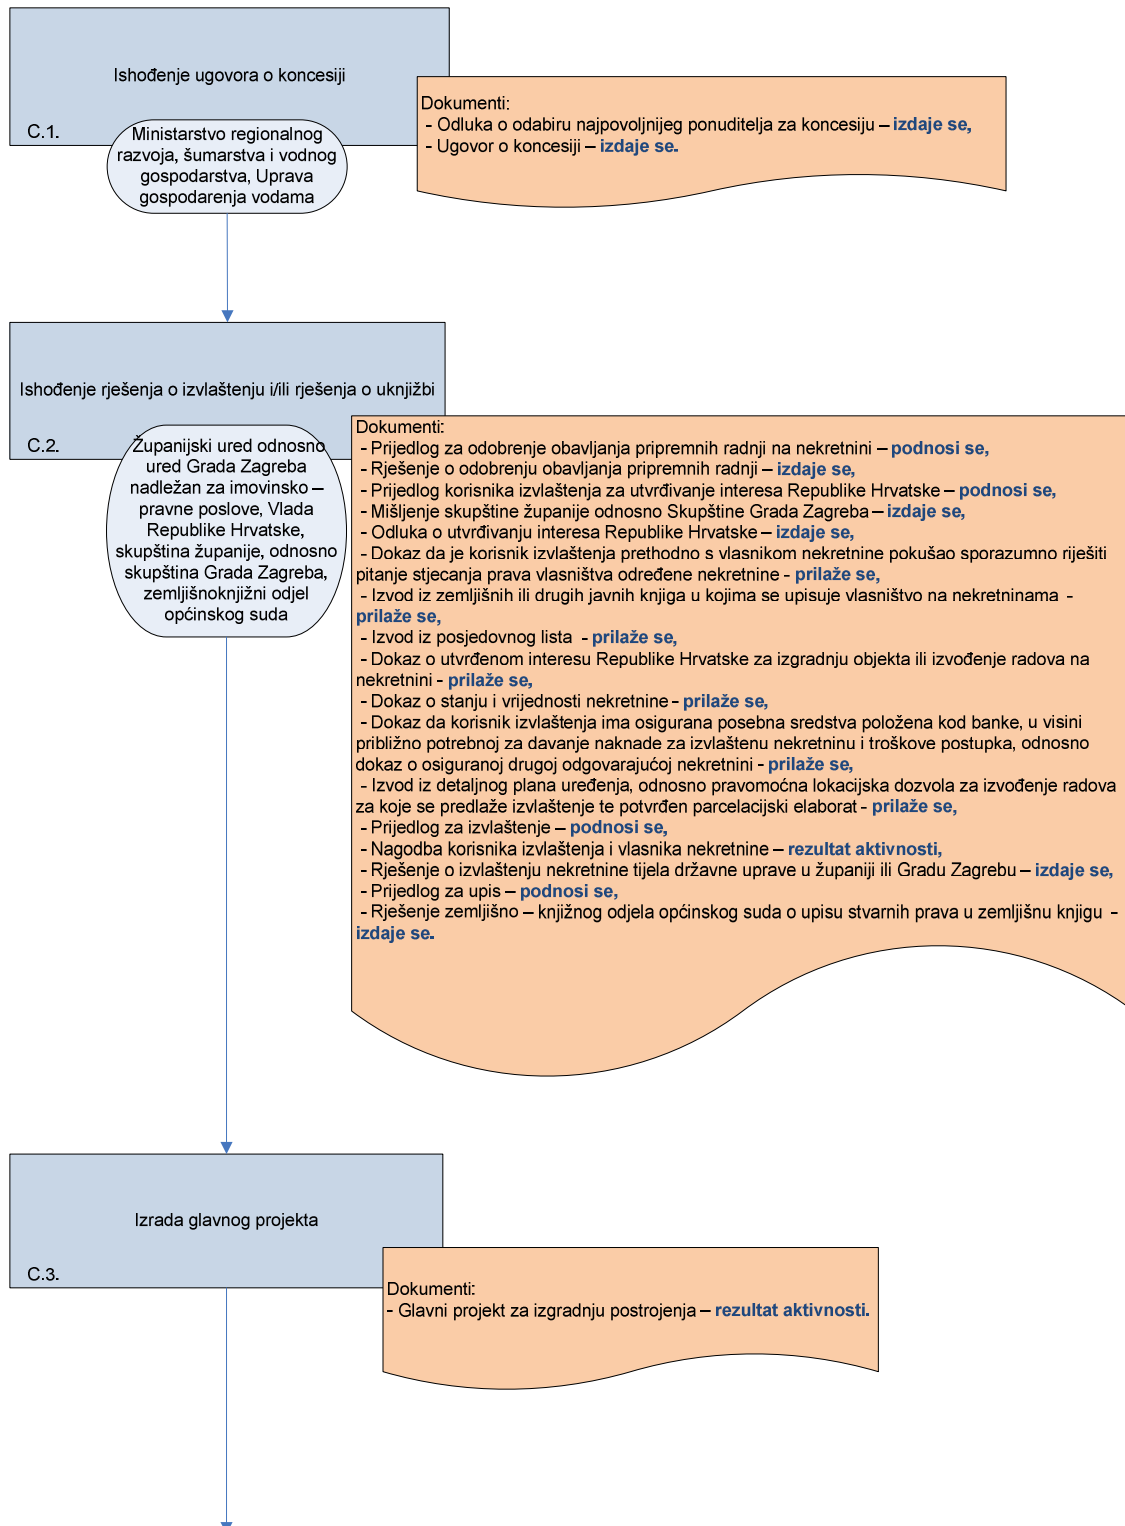 Ishođenje ugovora o koncesiji
C.1.
Ministarstvo regionalnog
razvoja, šumarstva i vodnog
gospodarstva, Uprava
gospodarenja vodama
Dokumenti:
- Odluka o odabiru najpovoljnijeg ponuditelja za koncesiju – izdaje se,
- Ugovor o koncesiji – izdaje se.
Ishođenje rješenja o izvlaštenju i/ili rješenja o uknjižbi
C.2.
Županijski ured odnosno
ured Grada Zagreba
nadležan za imovinsko –
pravne poslove, Vlada
Republike Hrvatske,
skupština županije, odnosno
skupština Grada Zagreba,
zemljišnoknjižni odjel
općinskog suda
Dokumenti:
- Prijedlog za odobrenje obavljanja pripremnih radnji na nekretnini – podnosi se,
- Rješenje o odobrenju obavljanja pripremnih radnji – izdaje se,
- Prijedlog korisnika izvlaštenja za utvrđivanje interesa Republike Hrvatske – podnosi se,
- Mišljenje skupštine županije odnosno Skupštine Grada Zagreba – izdaje se,
- Odluka o utvrđivanju interesa Republike Hrvatske – izdaje se,
- Dokaz da je korisnik izvlaštenja prethodno s vlasnikom nekretnine pokušao sporazumno riješiti
pitanje stjecanja prava vlasništva određene nekretnine - prilaže se,
- Izvod iz zemljišnih ili drugih javnih knjiga u kojima se upisuje vlasništvo na nekretninama -
prilaže se,
- Izvod iz posjedovnog lista - prilaže se,
- Dokaz o utvrđenom interesu Republike Hrvatske za izgradnju objekta ili izvođenje radova na
nekretnini - prilaže se,
- Dokaz o stanju i vrijednosti nekretnine – prilaže se,
- Dokaz da korisnik izvlaštenja ima osigurana posebna sredstva položena kod banke, u visini
približno potrebnoj za davanje naknade za izvlaštenu nekretninu i troškove postupka, odnosno
dokaz o osiguranoj drugoj odgovarajućoj nekretnini - prilaže se,
- Izvod iz detaljnog plana uređenja, odnosno pravomoćna lokacijska dozvola za izvođenje radova
za koje se predlaže izvlaštenje te potvrđen parcelacijski elaborat - prilaže se,
- Prijedlog za izvlaštenje – podnosi se,
- Nagodba korisnika izvlaštenja i vlasnika nekretnine – rezultat aktivnosti,
- Rješenje o izvlaštenju nekretnine tijela državne uprave u županiji ili Gradu Zagrebu – izdaje se,
- Prijedlog za upis – podnosi se,
- Rješenje zemljišno – knjižnog odjela općinskog suda o upisu stvarnih prava u zemljišnu knjigu -
izdaje se.
Izrada glavnog projekta
C.3.
Dokumenti:
- Glavni projekt za izgradnju postrojenja – rezultat aktivnosti.